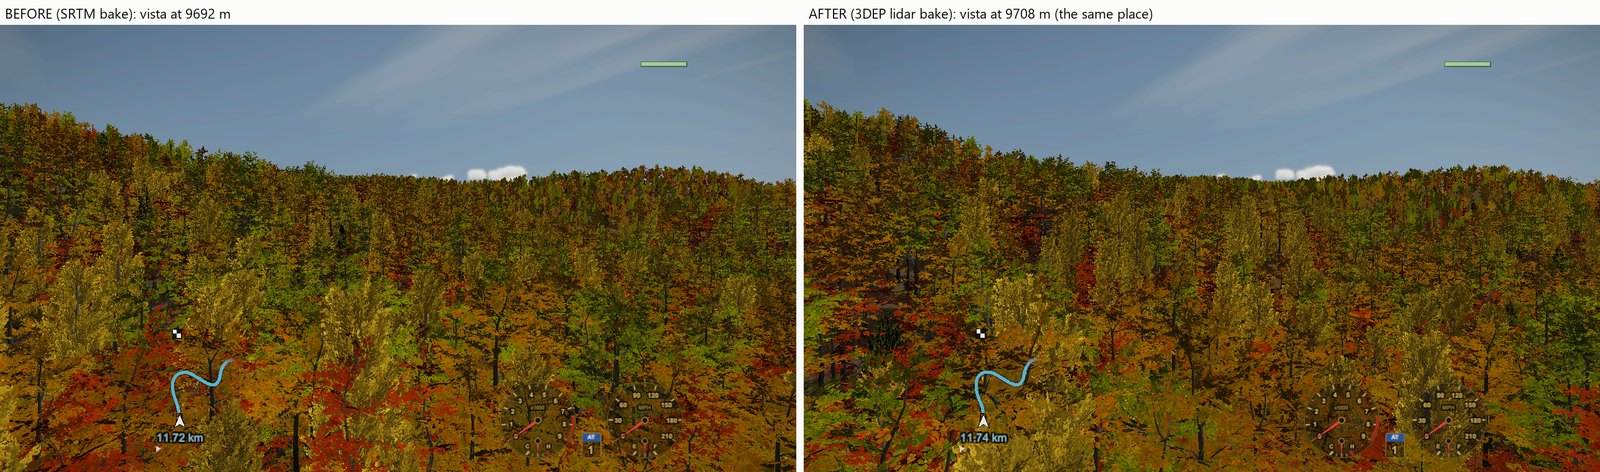 BEFORE (SRTM bake): vista at 9692 m
AFTER (3DEP lidar bake): vista at 9708 m (the same place)
11.72 km
AT
1
11.74 km
AT
1